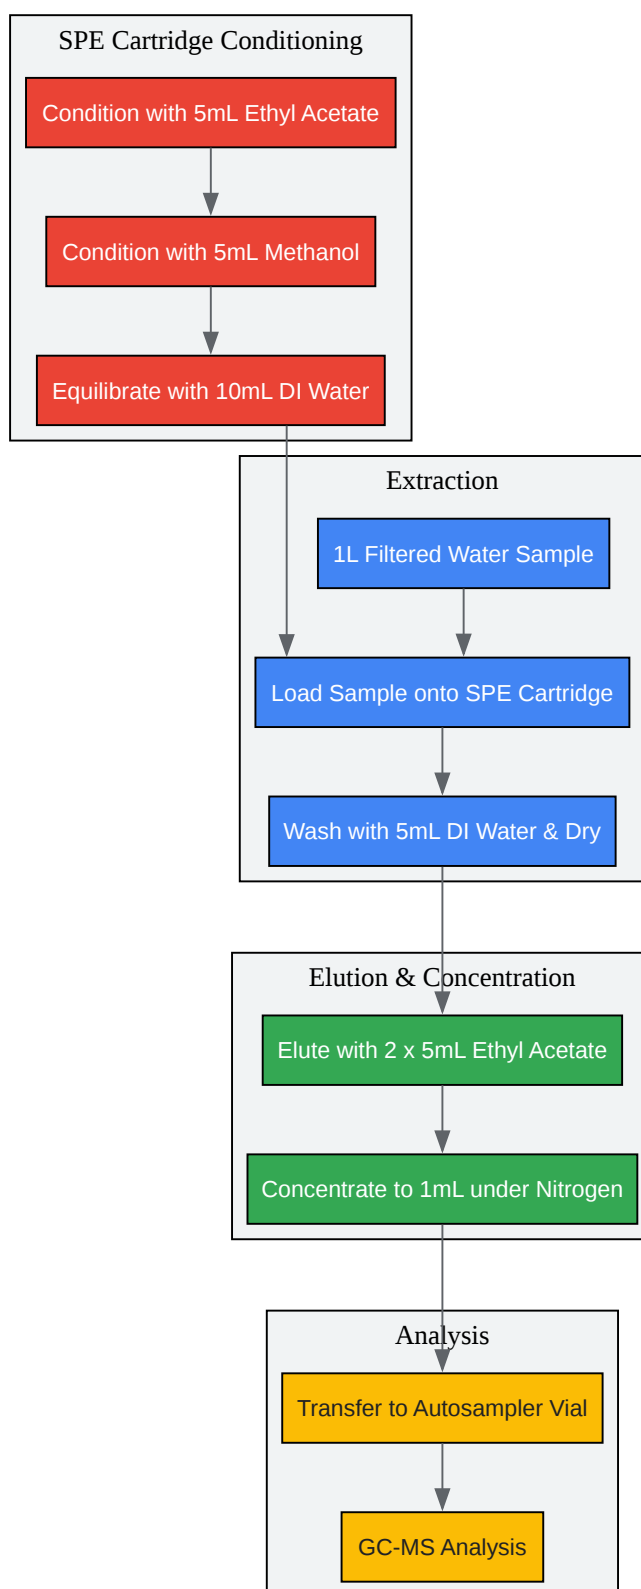 SPE Cartridge Conditioning
Condition with 5mL Ethyl Acetate
Condition with 5mL Methanol
Equilibrate with 10mL DI Water
Extraction
1L Filtered Water Sample
Load Sample onto SPE Cartridge
Wash with 5mL DI Water & Dry
Elution & Concentration
Elute with 2 x 5mL Ethyl Acetate
Concentrate to 1mL under Nitrogen
Analysis
Transfer to Autosampler Vial
GC-MS Analysis